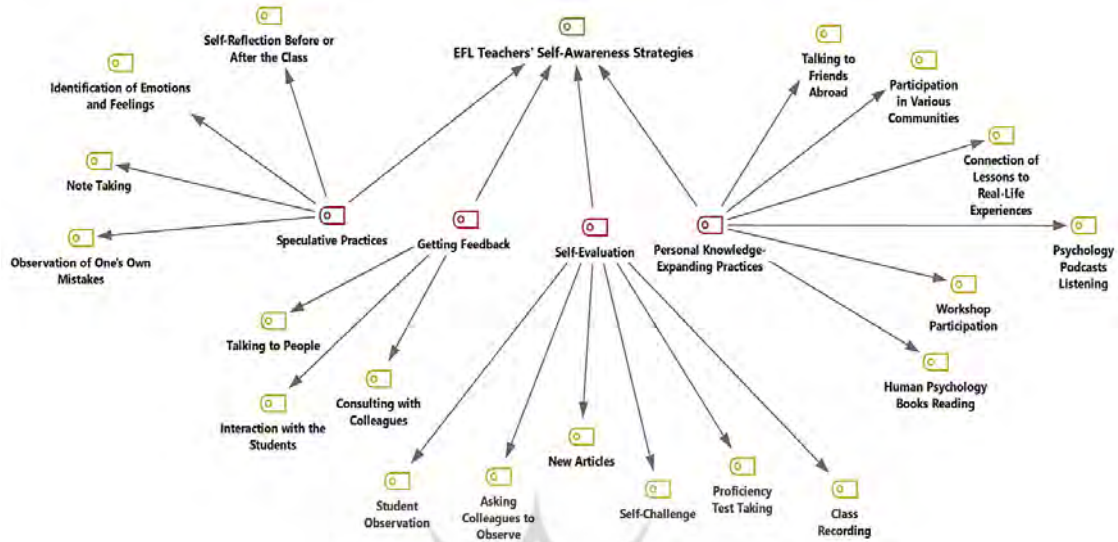 Self-Reflection Before or
After the Class
EFL Teachers' Self-Awareness Strategies
Talking to
Friends
Abroad
Participation
in Various
Communities
Identification of Emotions
and Feelings
Connection of
Lessons to
Real-Life
Experiences
Note Taking
Speculative Practices
Getting Feedback
Self-Evaluation
Personal Knowledge-
Expanding Practices
Psychology
Podcasts
Listening
Observation of One's Own
Mistakes
Workshop
Participation
Talking to People
Human Psychology
Books Reading
Consulting with
Colleagues
Interaction with the
Students
New Articles
Student
Observation
Asking
Colleagues to
Observe
Self-Challenge
Proficiency
Test Taking
Class
Recording